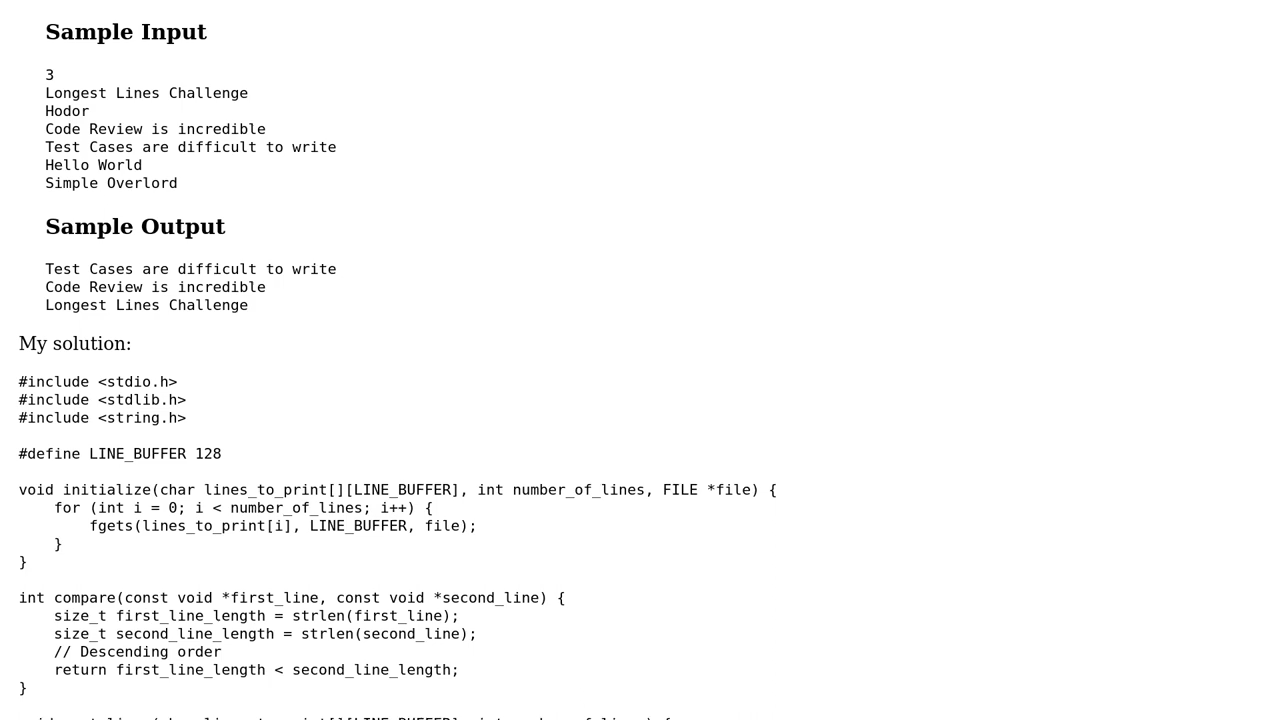 Sample Input
3
Longest Lines Challenge
Hodor
Code Review is incredible
Test Cases are difficult to write
Hello World
Simple Overlord
Sample Output
Test Cases are difficult to write
Code Review is incredible
Longest Lines Challenge
My solution:
#include <stdio.h>
#include <stdlib.h>
#include <string.h>
#define LINE_BUFFER 128
void initialize(char lines_to_print[][LINE_BUFFER], int number_of_lines, FILE *file) {
    for (int i = 0; i < number_of_lines; i++) {
        fgets(lines_to_print[i], LINE_BUFFER, file);
    }
}
int compare(const void *first_line, const void *second_line) {
    size_t first_line_length = strlen(first_line);
    size_t second_line_length = strlen(second_line);
    // Descending order
    return first_line_length < second_line_length;
}